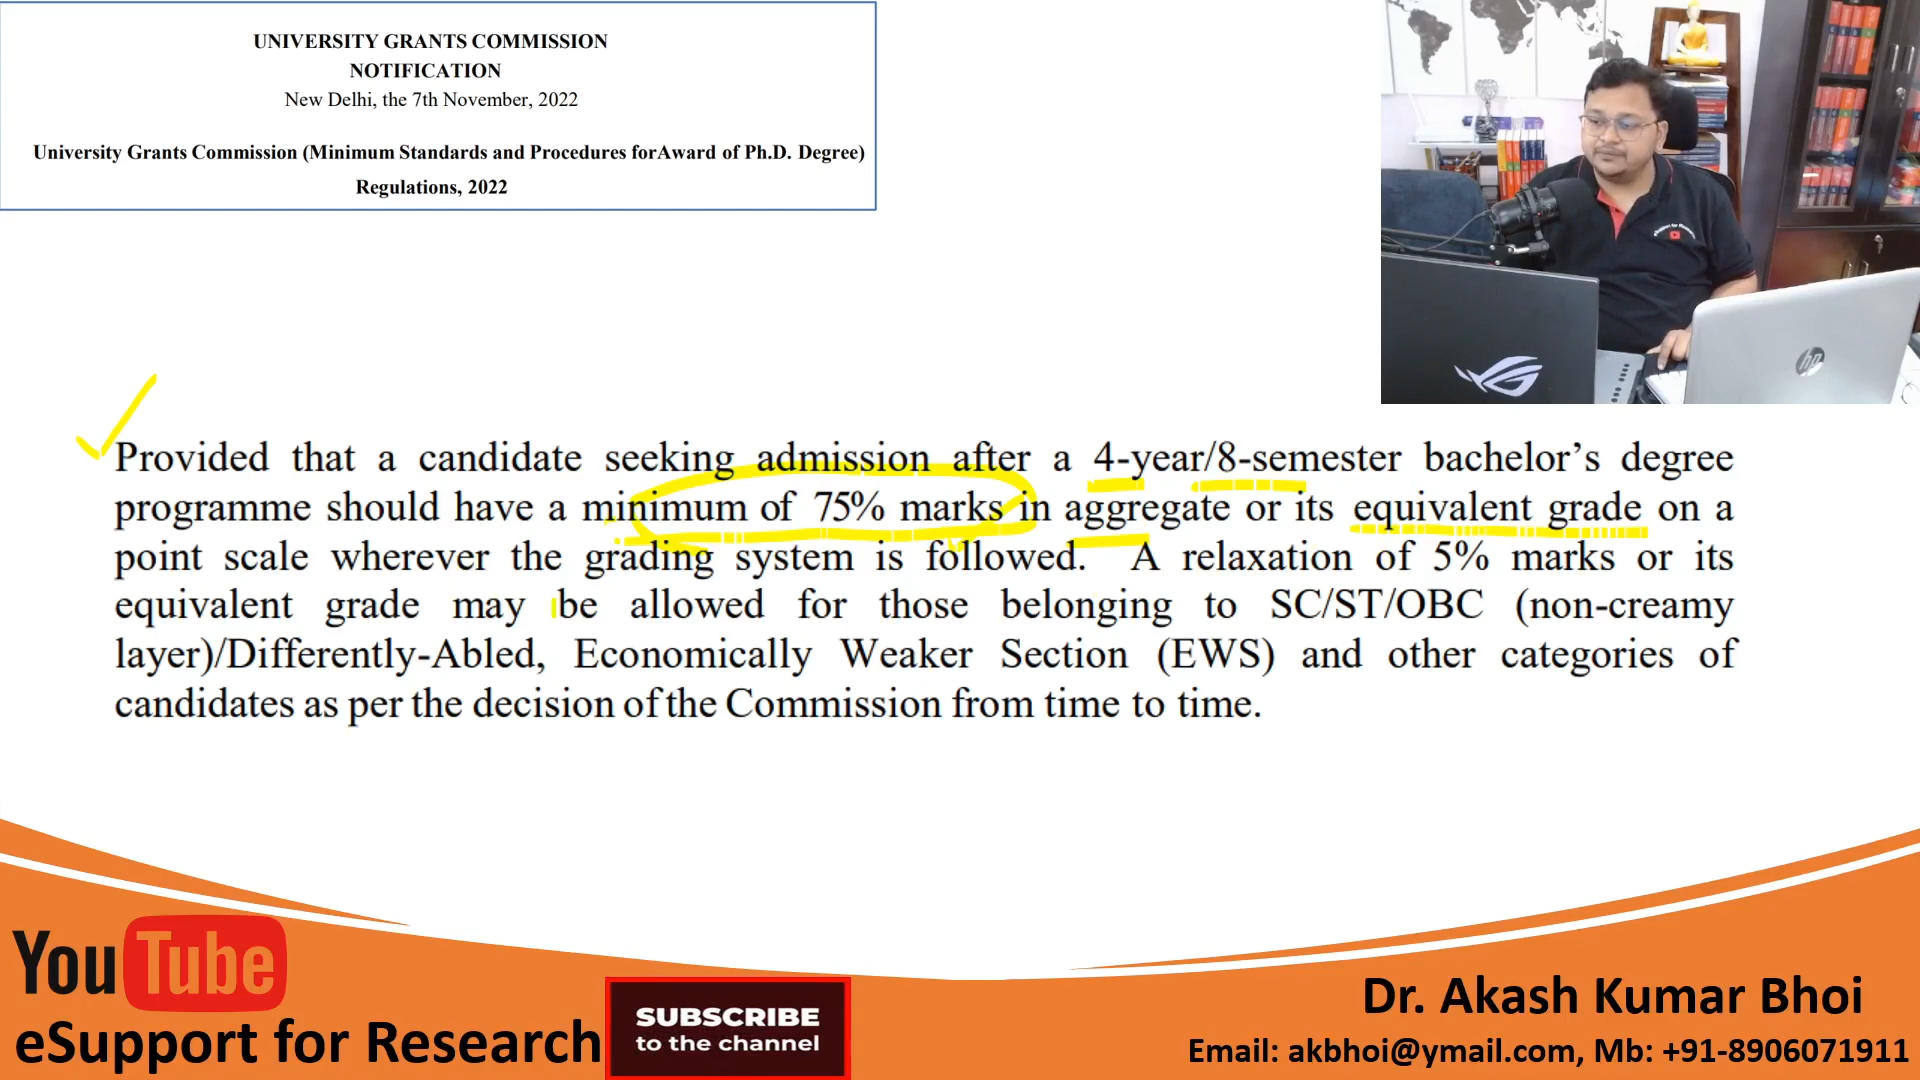 UNIVERSITY GRANTS COMMISSION
NOTIFICATION
New Delhi, the 7th November, 2022
University Grants Commission (Minimum Standards and Procedures forAward of Ph.D. Degree)
Regulations, 2022
Provided that a candidate seeking admission after a 4-year/8-semester bachelor’s degree
programme should have a minimum of 75% marks in aggregate or its equivalent grade on a
point scale wherever the grading system is followed. A relaxation of 5% marks or its
equivalent grade may be allowed for those belonging to SC/ST/OBC (non-creamy
layer)/Differently-Abled, Economically Weaker Section (EWS) and other categories of
candidates as per the decision of the Commission from time to time.
YouTube
eSupport for Research
SUBSCRIBE
to the channel
Dr. Akash Kumar Bhoi
Email: akbhoi@ymail.com, Mb: +91-8906071911
hp